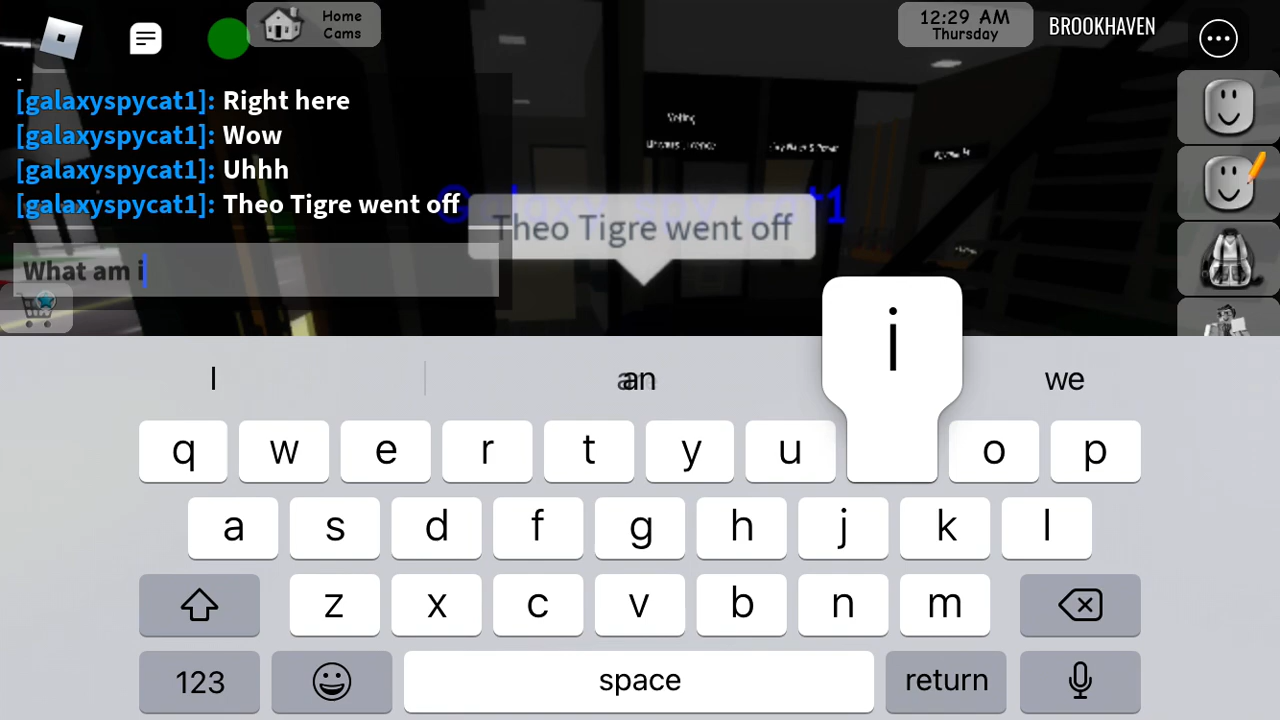 Home
Cams
12:29 AM
Thursday
BROOKHAVEN
[galaxyspycat1]: Right here
[galaxyspycat1]: Wow
[galaxyspycat1]: Uhhh
[galaxyspycat1]: Theo Tigre went off
Theo Tigre went off
What am i
I
an
we
i
q w e r t y u o p
a s d f g h j k l
z x c v b n m
123
space
return